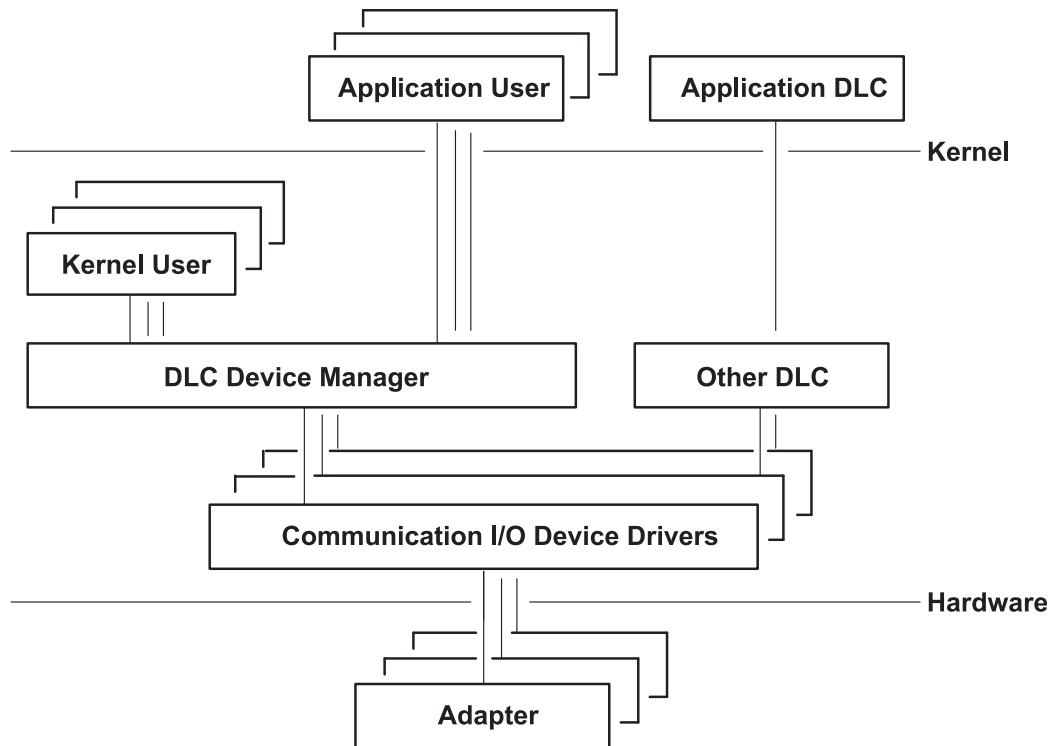 Application User
Application DLC
Kernel
Kernel User
DLC Device Manager
Other DLC
Communication I/O Device Drivers
Hardware
Adapter